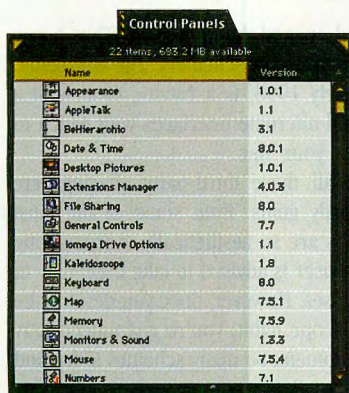 Control Panels
22 items, 683.2 MB available
Name Version
Appearance 1.0.1
AppleTalk 1.1
BeHierarchic 3.1
Date & Time 8.0.1
Desktop Pictures 1.0.1
Extensions Manager 4.0.3
File Sharing 8.0
General Controls 7.7
Iomega Drive Options 1.1
Kaleidoscope 1.8
Keyboard 8.0
Map 7.5.1
Memory 7.5.9
Monitors & Sound 1.3.3
Mouse 7.5.4
Numbers 7.1